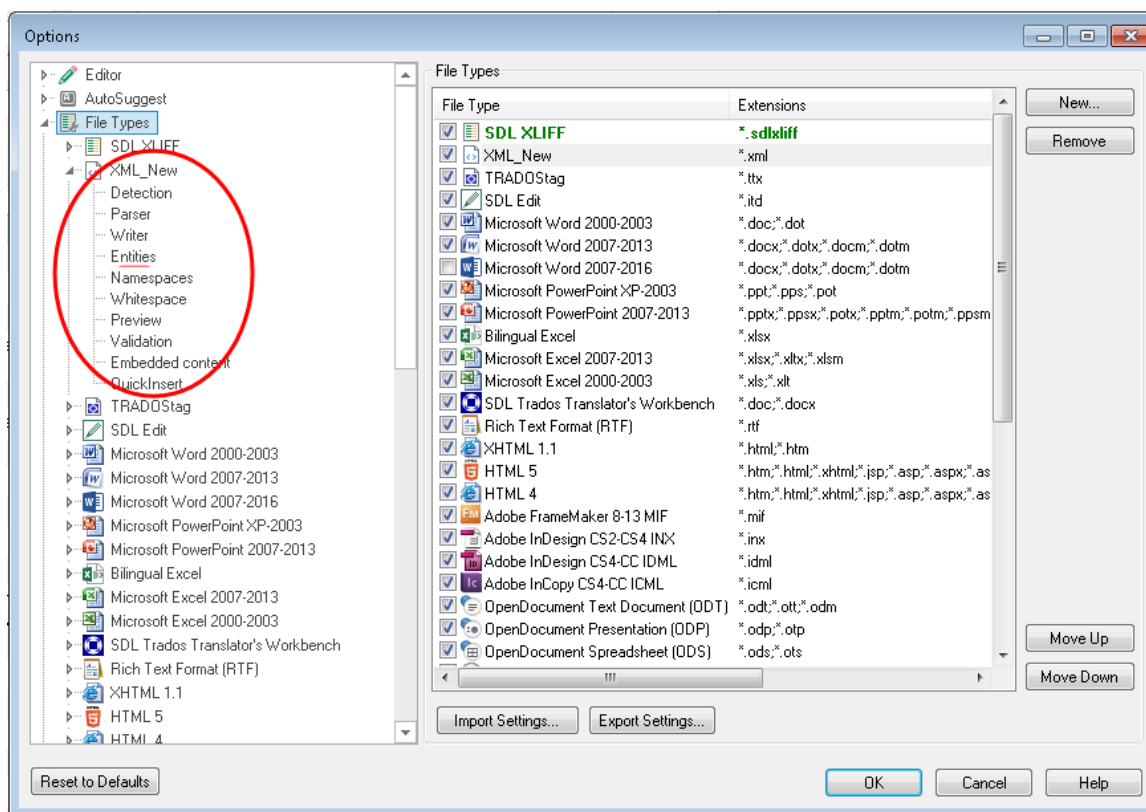 Options
Editor
AutoSuggest
File Types
SDL XLIFF
XML_New
Detection
Parser
Writer
Entities
Namespaces
Whitespace
Preview
Validation
Embedded content
QuickInsert
TRADOStag
SDL Edit
Microsoft Word 2000-2003
Microsoft Word 2007-2013
Microsoft Word 2007-2016
Microsoft PowerPoint XP-2003
Microsoft PowerPoint 2007-2013
Bilingual Excel
Microsoft Excel 2007-2013
Microsoft Excel 2000-2003
SDL Trados Translator's Workbench
Rich Text Format (RTF)
XHTML 1.1
HTML 5
HTML 4
File Types
File Type Extensions
SDL XLIFF *.sdlxliff
XML_New *.xml
TRADOStag *.ttx
SDL Edit *.itd
Microsoft Word 2000-2003 *.doc;*.dot
Microsoft Word 2007-2013 *.docx;*.dotx;*.docm;*.dotm
Microsoft Word 2007-2016 *.docx;*.dotx;*.docm;*.dotm
Microsoft PowerPoint XP-2003 *.ppt;*.pps;*.pot
Microsoft PowerPoint 2007-2013 *.pptx;*.ppsx;*.potx;*.pptm;*.potm;*.ppsm
Bilingual Excel *.xlsx
Microsoft Excel 2007-2013 *.xlsx;*.xltx;*.xlsm
Microsoft Excel 2000-2003 *.xls;*.xlt
SDL Trados Translator's Workbench *.doc;*.docx
Rich Text Format (RTF) *.rtf
XHTML 1.1 *.html;*.htm
HTML 5 *.htm;*.html;*.xhtml;*.jsp;*.asp;*.aspx;*.as
HTML 4 *.htm;*.html;*.xhtml;*.jsp;*.asp;*.aspx;*.as
Adobe FrameMaker 8-13 MIF *.mif
Adobe InDesign CS2-CS4 INX *.inx
Adobe InDesign CS4-CC IDML *.idml
Adobe InCopy CS4-CC ICML *.icml
OpenDocument Text Document (ODT) *.odt;*.ott;*.odm
OpenDocument Presentation (ODP) *.odp;*.otp
OpenDocument Spreadsheet (ODS) *.ods;*.ots
New...
Remove
Move Up
Move Down
Import Settings... Export Settings...
Reset to Defaults OK Cancel Help